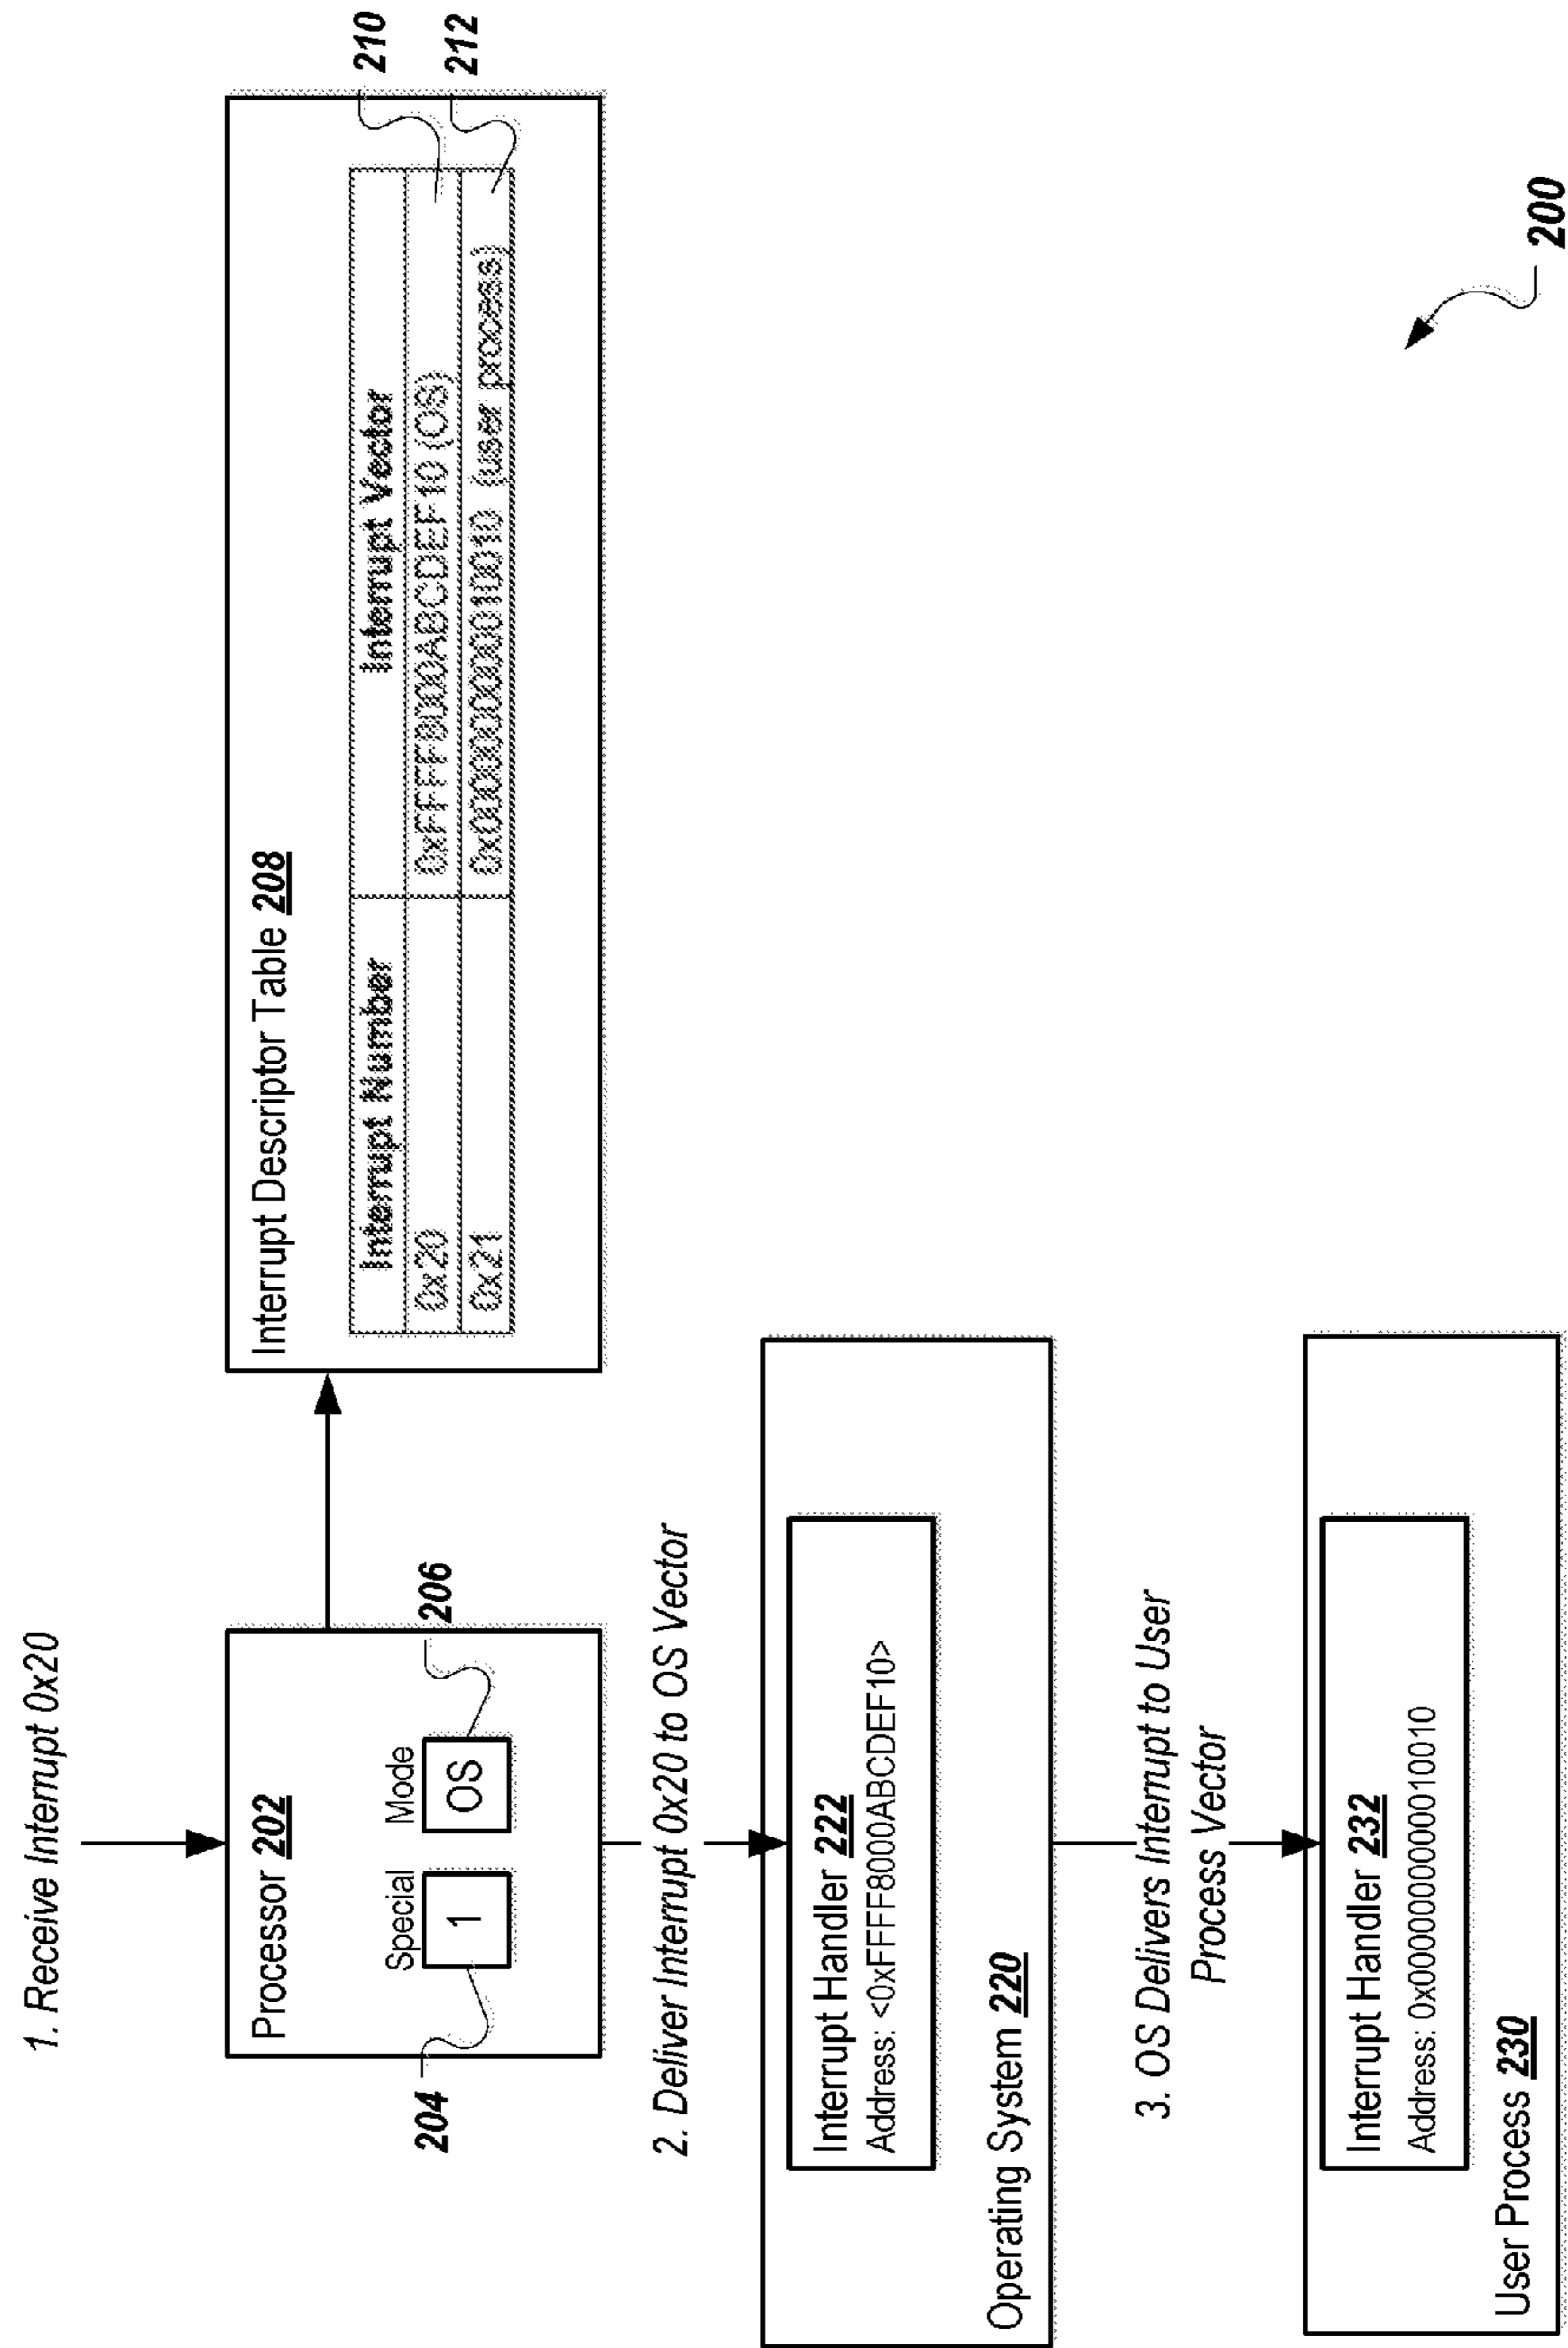 1. Receive Interrupt 0x20
Processor 202
Special
Mode
1
OS
204
206
Interrupt Descriptor Table 208
Interrupt Number Interrupt Vector
0x20 0xFFFF8000ABCDEF10 (OS)
0x21 0x0000000000010010 (user process)
210
212
2. Deliver Interrupt 0x20 to OS Vector
Interrupt Handler 222
Address: <0xFFFF8000ABCDEF10>
Operating System 220
3. OS Delivers Interrupt to User
Process Vector
Interrupt Handler 232
Address: 0x0000000000010010
User Process 230
200